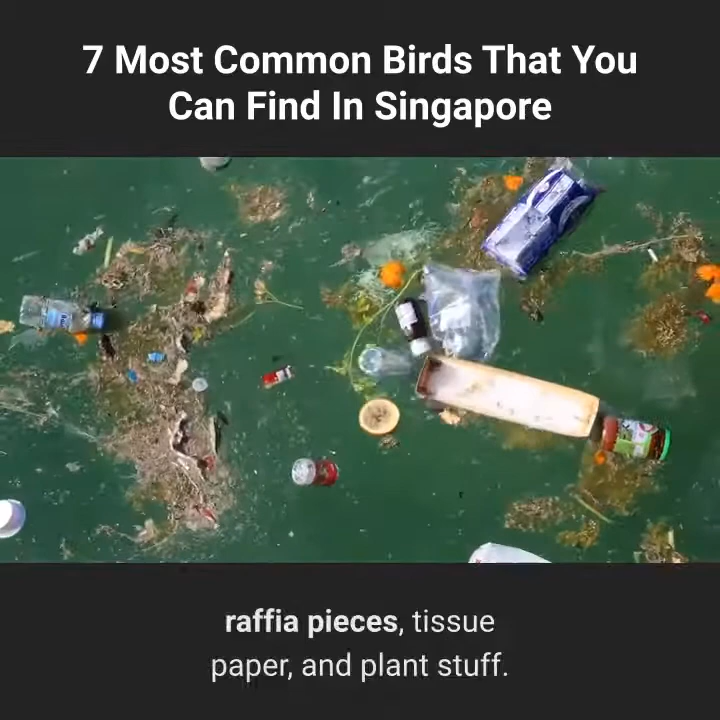 7 Most Common Birds That You
Can Find In Singapore
raffia pieces, tissue
paper, and plant stuff.